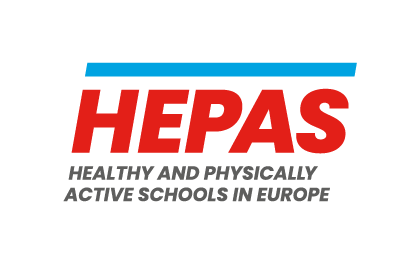 HEPAS
HEALTHY AND PHYSICALLY
ACTIVE SCHOOLS IN EUROPE